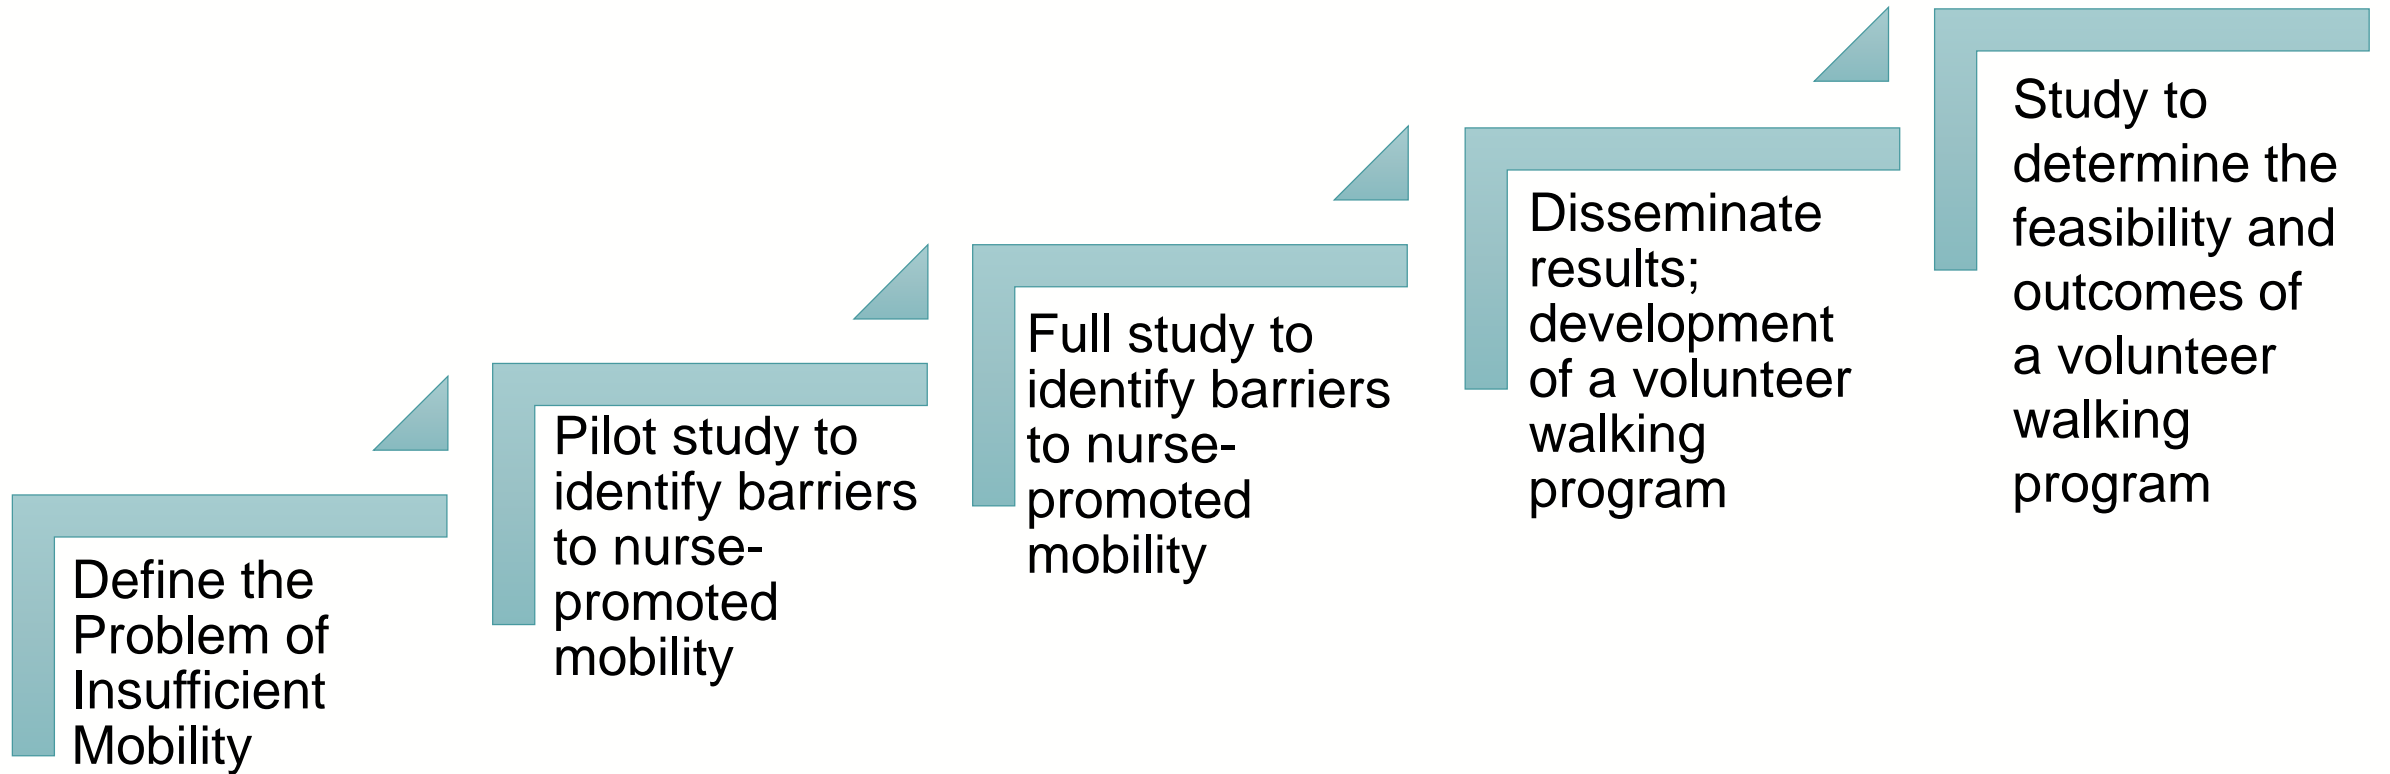 Define the
Problem of
Insufficient
Mobility
Pilot study to
identify barriers
to nurse-
promoted
mobility
Full study to
identify barriers
to nurse-
promoted
mobility
Disseminate
results;
development
of a volunteer
walking
program
Study to
determine the
feasibility and
outcomes of
a volunteer
walking
program